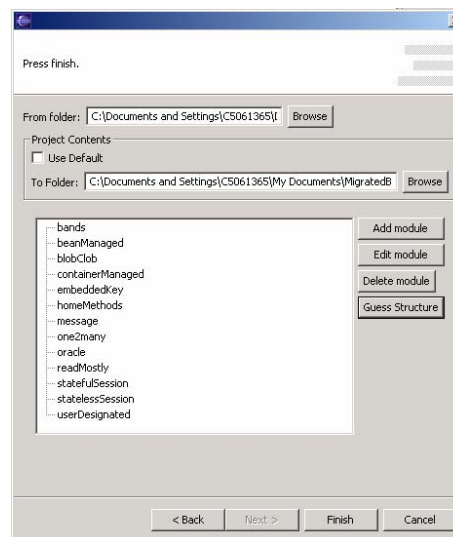 Press finish.
From folder: C:\Documents and Settings\C5061365\[ Browse
Project Contents
Use Default
To Folder: C:\Documents and Settings\C5061365\My Documents\MigratedB Browse
bands
beanManaged
blobClob
containerManaged
embeddedKey
homeMethods
message
one2many
oracle
readMostly
statefulSession
statelessSession
userDesignated
Add module
Edit module
Delete module
Guess Structure
< Back Next > Finish Cancel